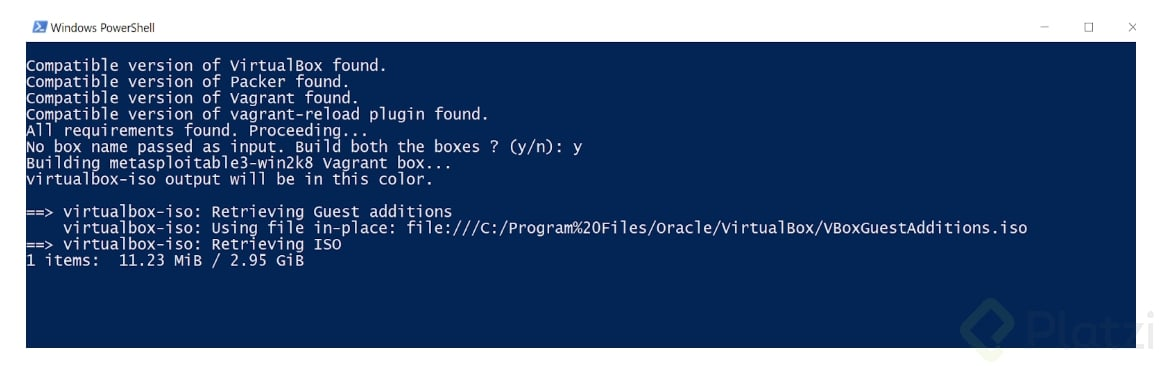 Windows PowerShell
Compatible version of VirtualBox found.
Compatible version of Packer found.
Compatible version of Vagrant found.
Compatible version of vagrant-reload plugin found.
All requirements found. Proceeding...
No box name passed as input. Build both the boxes ? (y/n): y
Building metasploitable3-win2k8 Vagrant box...
virtualbox-iso output will be in this color.
==> virtualbox-iso: Retrieving Guest additions
virtualbox-iso: Using file in-place: file:///C:/Program%20Files/Oracle/VirtualBox/VBoxGuestAdditions.iso
==> virtualbox-iso: Retrieving ISO
1 items:  11.23 MiB / 2.95 GiB
Platzi